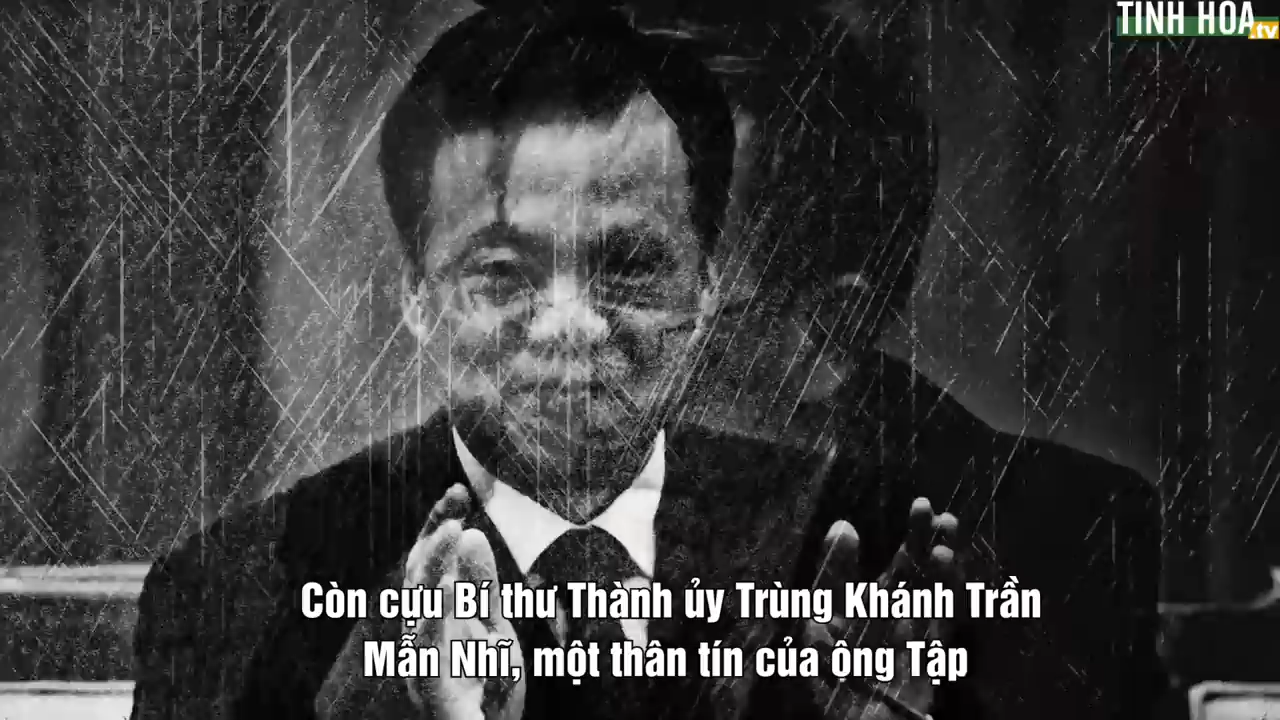 TINH HOA
.tv
Còn cựu Bí thư Thành ủy Trùng Khánh Trần
Mẫn Nhĩ, một thân tín của ông Tập